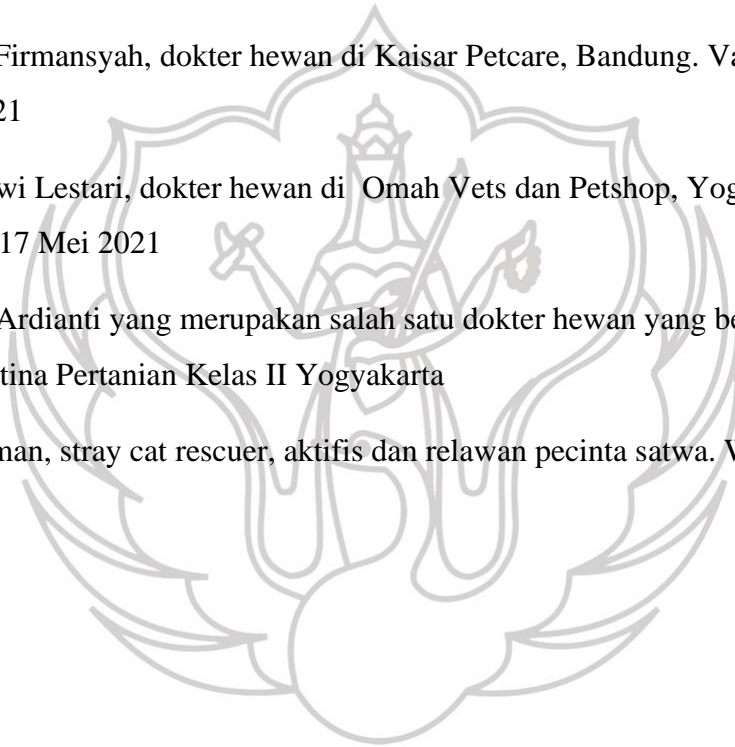 Firmansyah, dokter hewan di Kaisar Petcare, Bandung. Va
21
wi Lestari, dokter hewan di Omah Vets dan Petshop, Yog
17 Mei 2021
Ardianti yang merupakan salah satu dokter hewan yang be
tina Pertanian Kelas II Yogyakarta
man, stray cat rescuer, aktifis dan relawan pecinta satwa. W